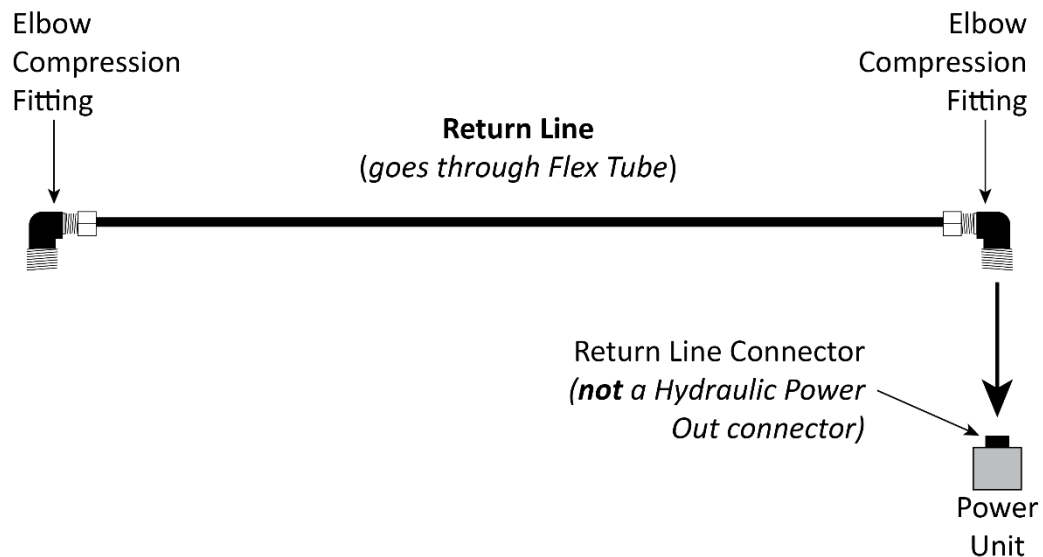 Elbow
Compression
Fitting
Elbow
Compression
Fitting
Return Line
(goes through Flex Tube)
Return Line Connector
(not a Hydraulic Power
Out connector)
Power
Unit